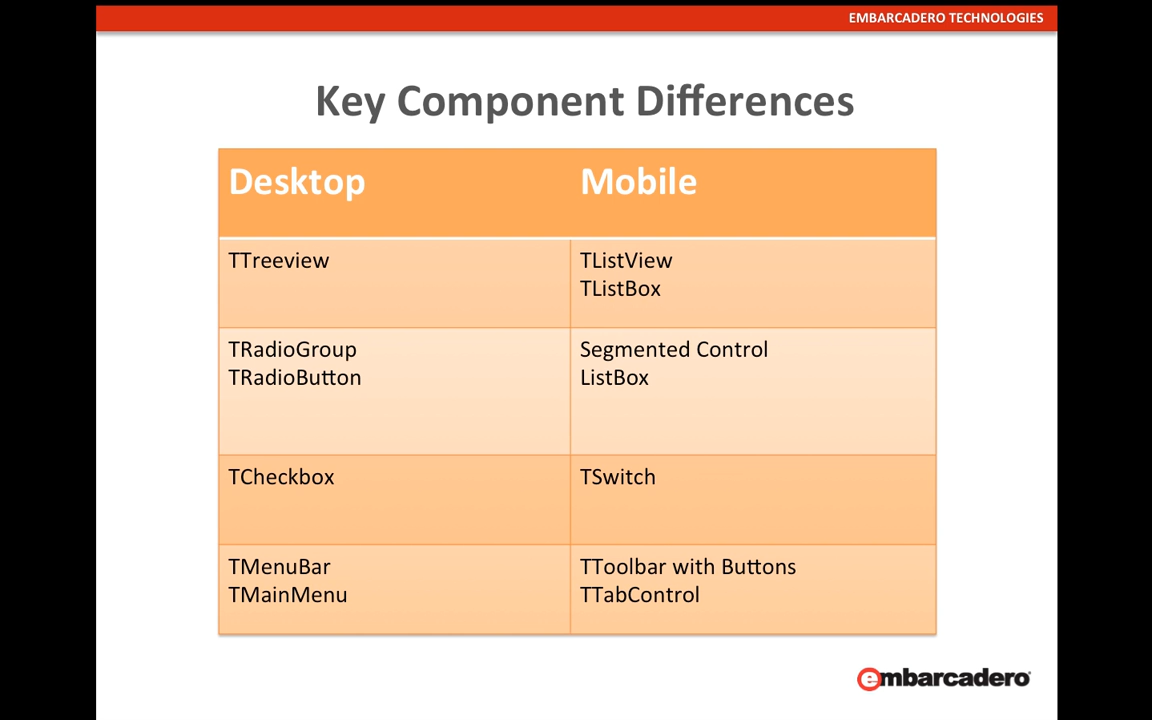 EMBARCADERO TECHNOLOGIES
Key Component Differences
Desktop Mobile
TTreeview TListView
TListBox
TRadioGroup Segmented Control
TRadioButton ListBox
TCheckbox TSwitch
TMenuBar TToolbar with Buttons
TMainMenu TTabControl
embarcadero